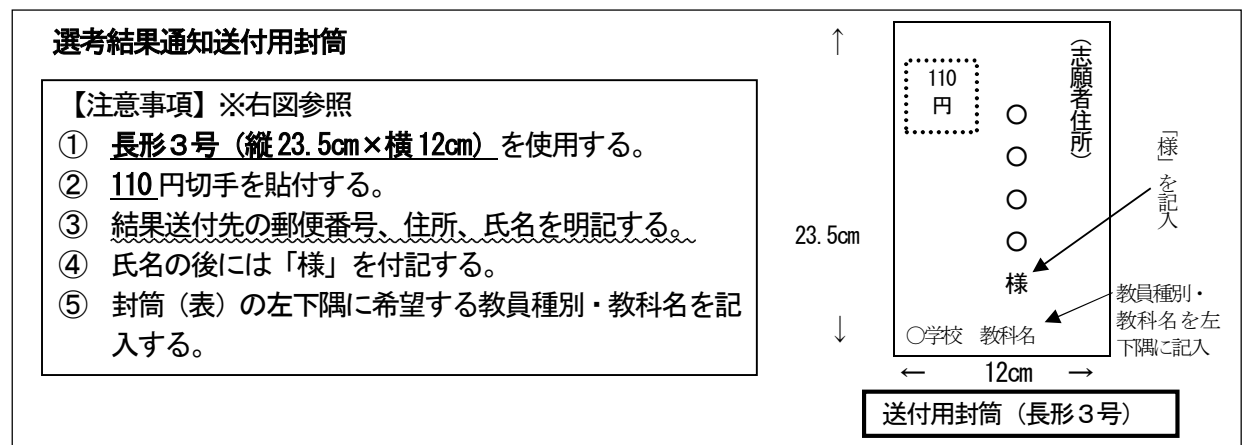 選考結果通知送付用封筒
【注意事項】※右図参照
① 長形3号（縦23.5cm×横12cm）を使用する。
② 110円切手を貼付する。
③ 結果送付先の郵便番号、住所、氏名を明記する。
④ 氏名の後には「様」を付記する。
⑤ 封筒（表）の左下隅に希望する教員種別・教科名を記
入する。
↑
23.5cm
↓
110
円
（志願者住所）
○
○
○
○
様
「様」を記入
○学校 教科名
教員種別・
教科名を左
下隅に記入
← 12cm →
送付用封筒（長形3号）